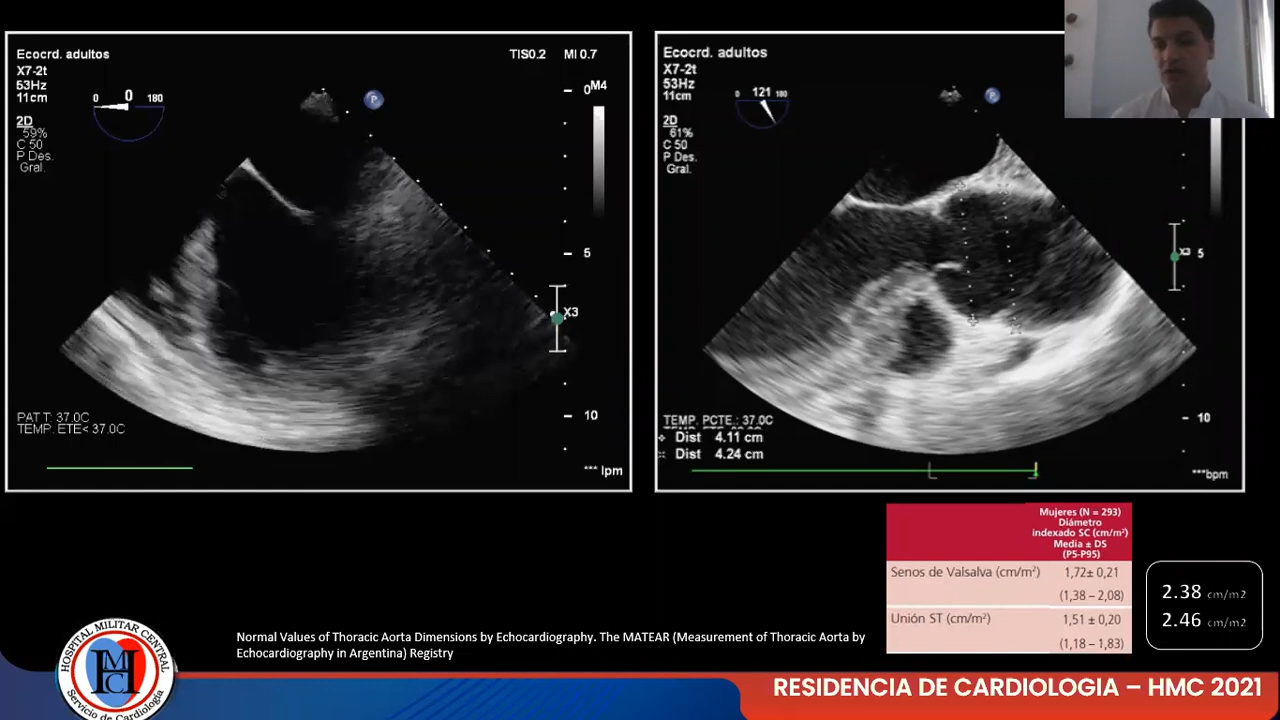 Ecocrd. adultos
TIS0.2 MI 0.7
X7-2t
53Hz
11cm
0 0 180
P
0 M4
2D
59%
C 50
P Des.
Gral.
5
X3
10
PAT T: 37.0C
TEMP. ETE< 37.0C
*** lpm
Ecocrd. adultos
X7-2t
53Hz
11cm
0 121 180
P
2D
61%
C 50
P Des.
Gral.
X3 5
10
TEMP. PCTE.: 37.0C
Dist 4.11 cm
Dist 4.24 cm
***bpm
Mujeres (N = 293)
Diámetro
indexado SC (cm/m²)
Media ± DS
(P5-P95)
Senos de Valsalva (cm/m²) 1,72± 0,21
(1,38 – 2,08)
Unión ST (cm/m²) 1,51 ± 0,20
(1,18 – 1,83)
2.38 cm/m2
2.46 cm/m2
Normal Values of Thoracic Aorta Dimensions by Echocardiography. The MATEAR (Measurement of Thoracic Aorta by
Echocardiography in Argentina) Registry
HOSPITAL MILITAR CENTRAL
HMC
Servicio de Cardiología
RESIDENCIA DE CARDIOLOGIA – HMC 2021